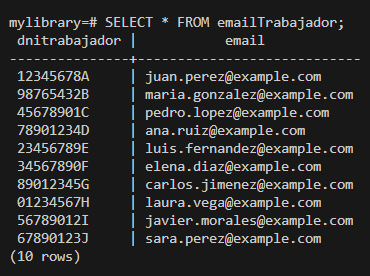 mylibrary=# SELECT * FROM emailTrabajador;
 dnitrabajador |          email
---------------+----------------------------
 12345678A     | juan.perez@example.com
 98765432B     | maria.gonzalez@example.com
 45678901C     | pedro.lopez@example.com
 78901234D     | ana.ruiz@example.com
 23456789E     | luis.fernandez@example.com
 34567890F     | elena.diaz@example.com
 89012345G     | carlos.jimenez@example.com
 01234567H     | laura.vega@example.com
 56789012I     | javier.morales@example.com
 67890123J     | sara.perez@example.com
(10 rows)